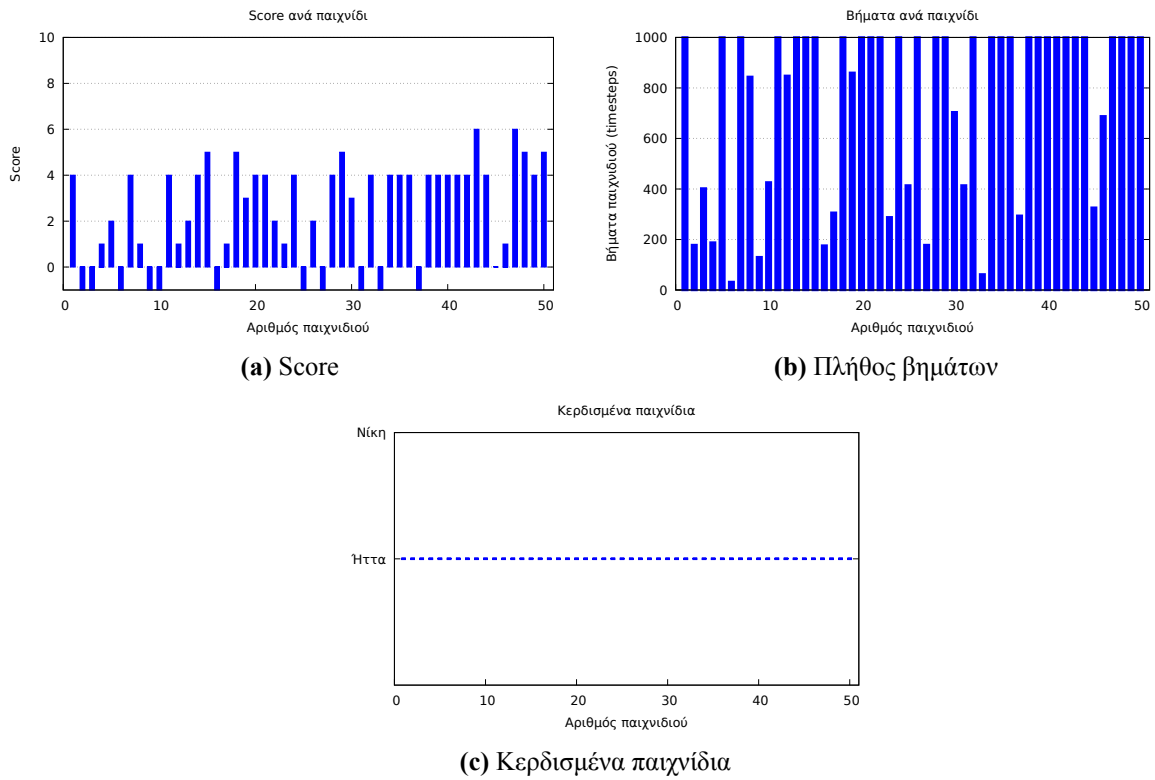 Score ανά παιχνίδι
Score
10
8
6
4
2
0
0
10
20
30
40
50
Αριθμός παιχνιδιού
(a) Score
Βήματα ανά παιχνίδι
Βήματα παιχνιδιού (timesteps)
1000
800
600
400
200
0
0
10
20
30
40
50
Αριθμός παιχνιδιού
(b) Πλήθος βημάτων
Κερδισμένα παιχνίδια
Νίκη
Ήττα
0
10
20
30
40
50
Αριθμός παιχνιδιού
(c) Κερδισμένα παιχνίδια